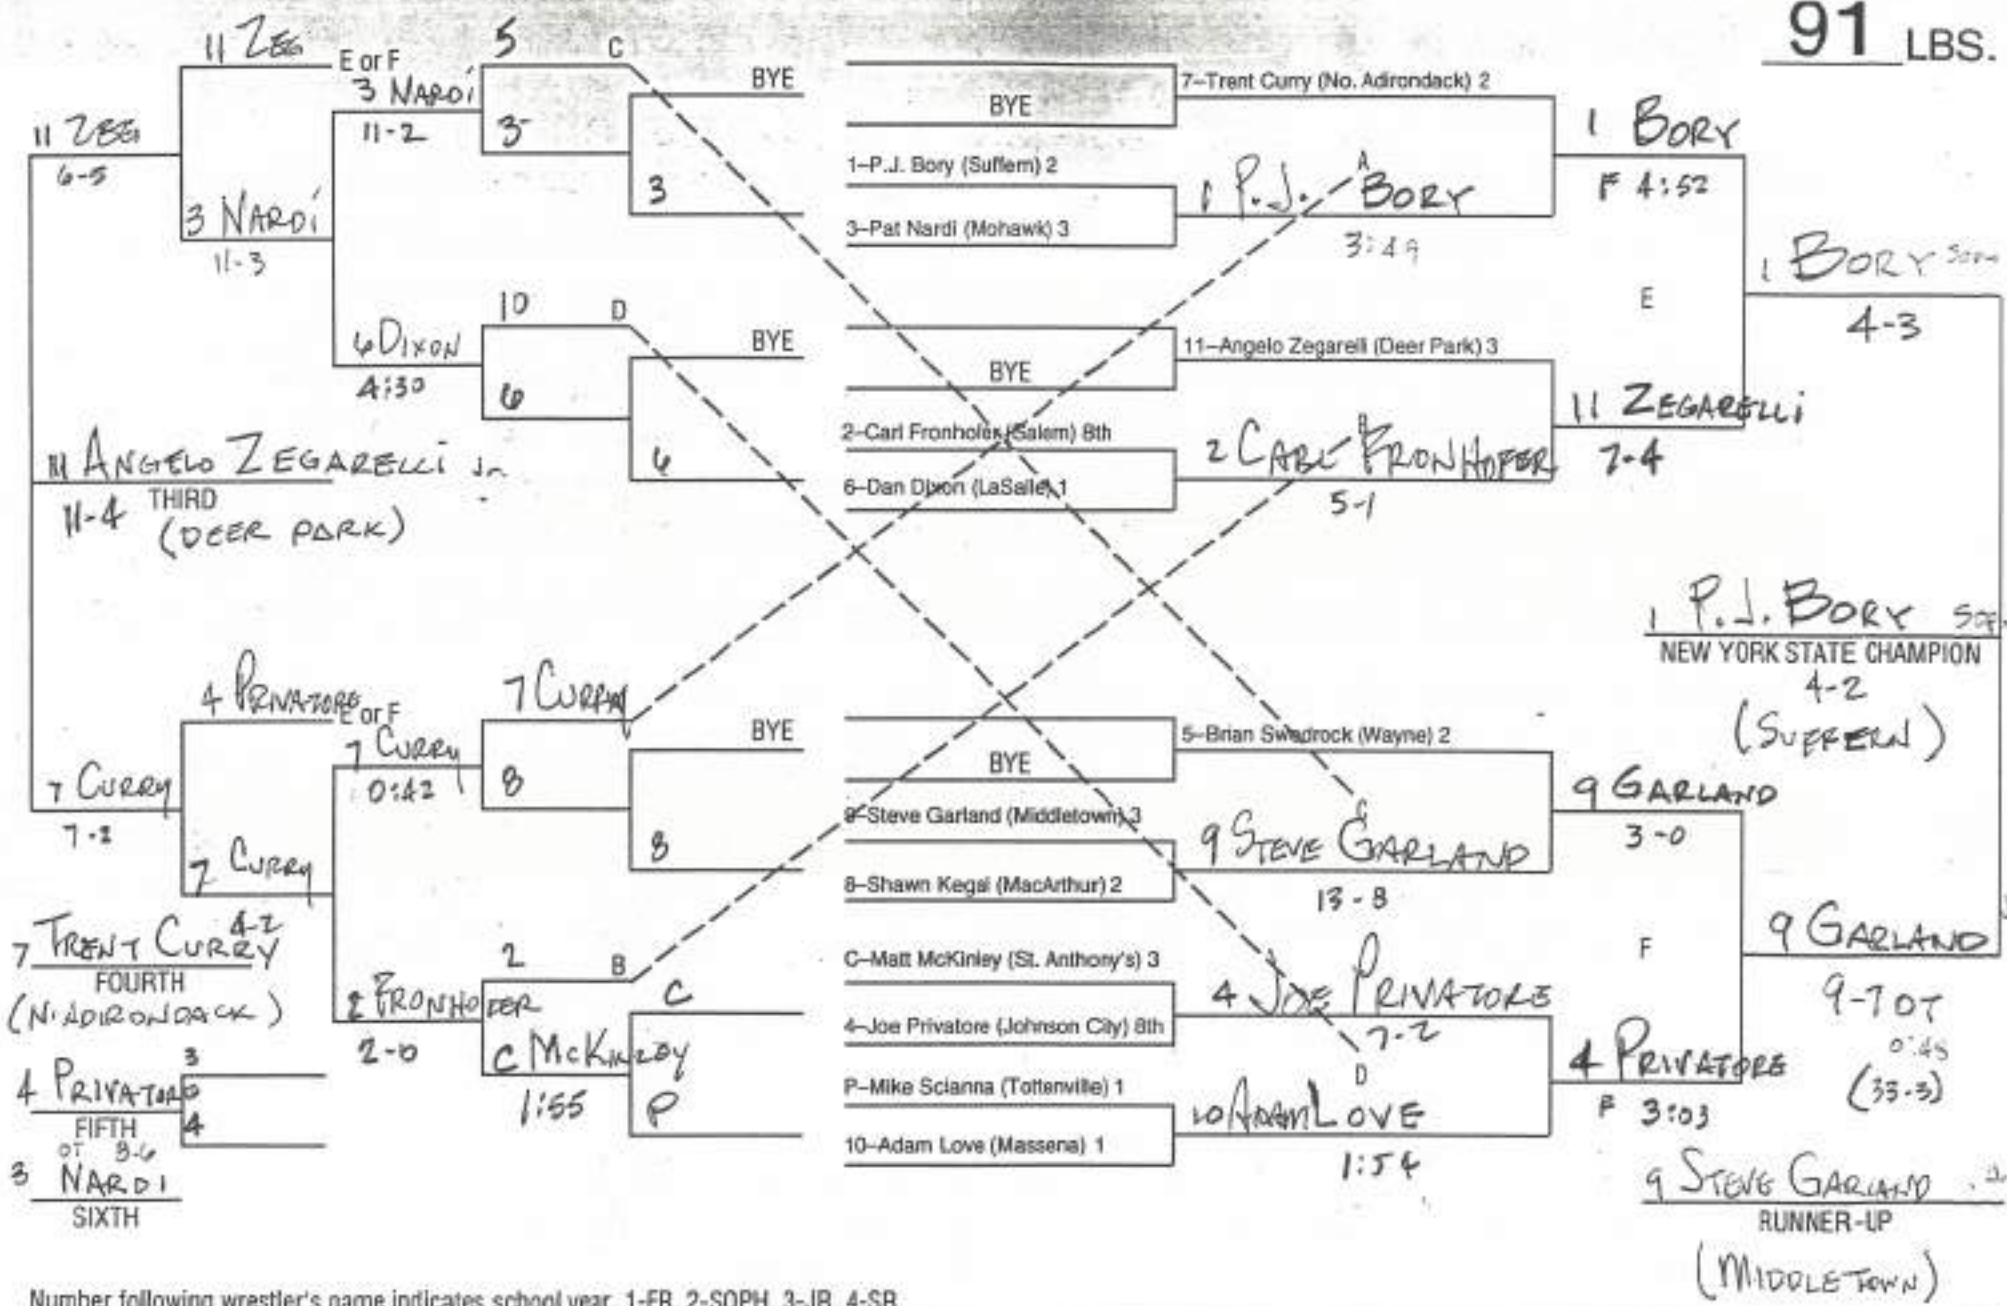 91 LBS.
11 ZEG
E or F
3 NARDI
11-2
5
C
3
BYE
3
11 ZEG
6-5
3 NARDI
11-3
6 DIXON
4:30
10
D
6
BYE
6
11 ANGELO ZEGARELLI Jr.
11-4 THIRD
(DEER PARK)
4 PRIVATORE
E or F
7 CURRY
0:42
7 CURRY
8
BYE
8
7 CURRY
7 CURRY
4-2
7 TRENT CURRY
FOURTH
(N. ADIRONDACK)
2 FRONHOFER
2-0
2
B
C McKINLEY
1:55
C
P
4 PRIVATORE
FIFTH
3
4
3 NARDI
SIXTH
BYE
7–Trent Curry (No. Adirondack) 2
1–P.J. Bory (Suffern) 2
3–Pat Nardi (Mohawk) 3
1 P.J. BORY
A
3:49
1 BORY
F 4:52
BYE
11–Angelo Zegarelli (Deer Park) 3
2–Carl Fronhofer (Salem) 8th
6–Dan Dixon (LaSalle) 1
2 CARL FRONHOFER
B
5-1
11 ZEGARELLI
7-4
E
1 BORY
4-3
1 P.J. BORY
NEW YORK STATE CHAMPION
4-2
(SUFFERN)
BYE
5–Brian Swadrock (Wayne) 2
9–Steve Garland (Middletown) 3
8–Shawn Kegal (MacArthur) 2
9 STEVE GARLAND
C
13-8
9 GARLAND
3-0
C–Matt McKinley (St. Anthony's) 3
4–Joe Privatore (Johnson City) 8th
4 JOE PRIVATORE
7-2
P–Mike Scianna (Tottenville) 1
10–Adam Love (Massena) 1
D
10 ADAM LOVE
1:54
4 PRIVATORE
F 3:03
F
9 GARLAND
9-7 OT
(33-3)
9 STEVE GARLAND
RUNNER-UP
(MIDDLETOWN)
Number following wrestler's name indicates school year. 1-FR, 2-SOPH, 3-JR, 4-SR